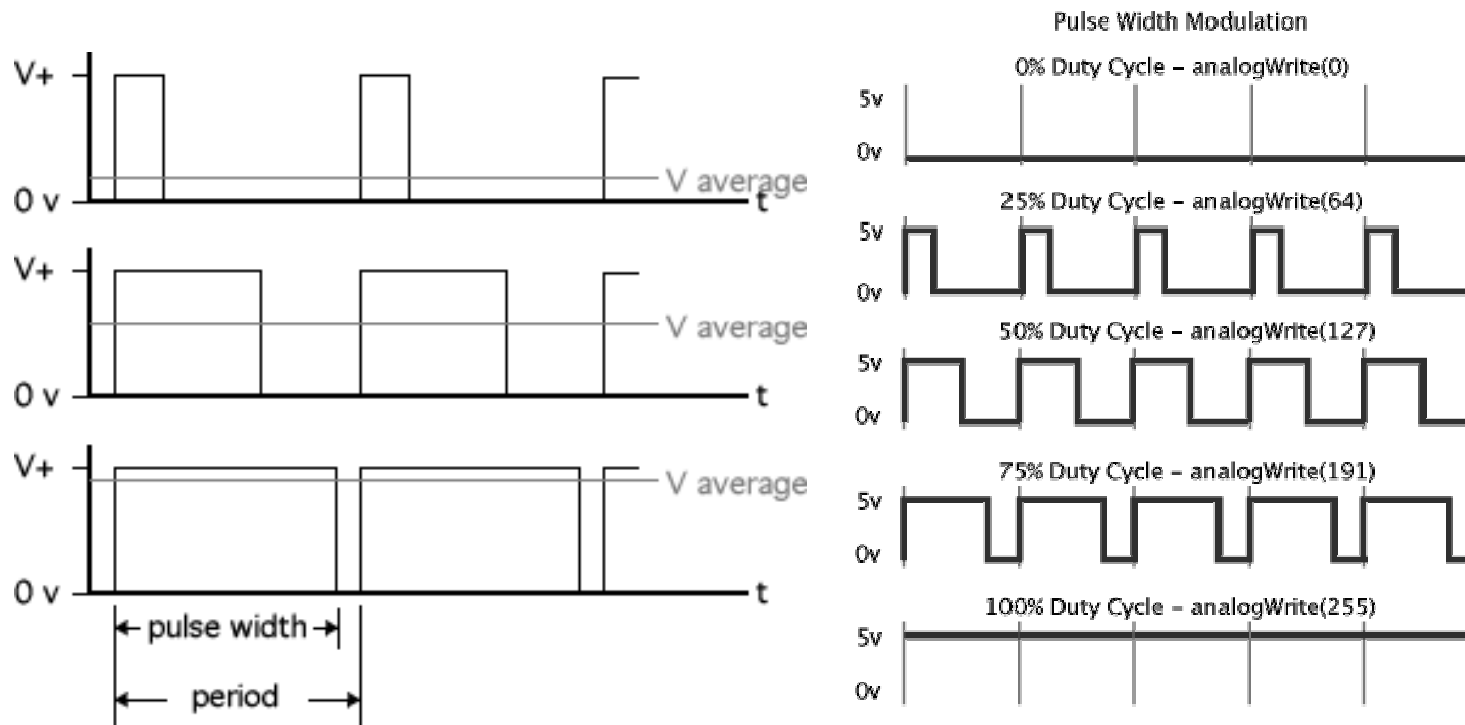 V+
V average
0 v
t
V+
V average
0 v
t
V+
V average
0 v
t
pulse width
period
Pulse Width Modulation
0% Duty Cycle – analogWrite(0)
5v
0v
25% Duty Cycle – analogWrite(64)
5v
0v
50% Duty Cycle – analogWrite(127)
5v
0v
75% Duty Cycle – analogWrite(191)
5v
0v
100% Duty Cycle – analogWrite(255)
5v
0v